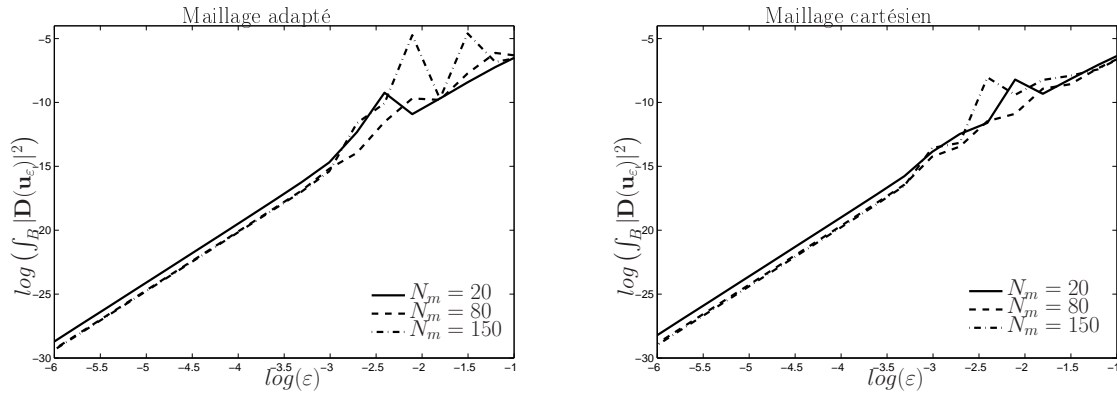 Maillage adapté
−5
−10
−15
−20
−25
−30
−6 −5.5 −5 −4.5 −4 −3.5 −3 −2.5 −2 −1.5 −1
log(ε)
log (∫_B |D(u_ε)|²)
N_m = 20
N_m = 80
N_m = 150
Maillage cartésien
−5
−10
−15
−20
−25
−30
−6 −5.5 −5 −4.5 −4 −3.5 −3 −2.5 −2 −1.5 −1
log(ε)
log (∫_B |D(u_ε)|²)
N_m = 20
N_m = 80
N_m = 150